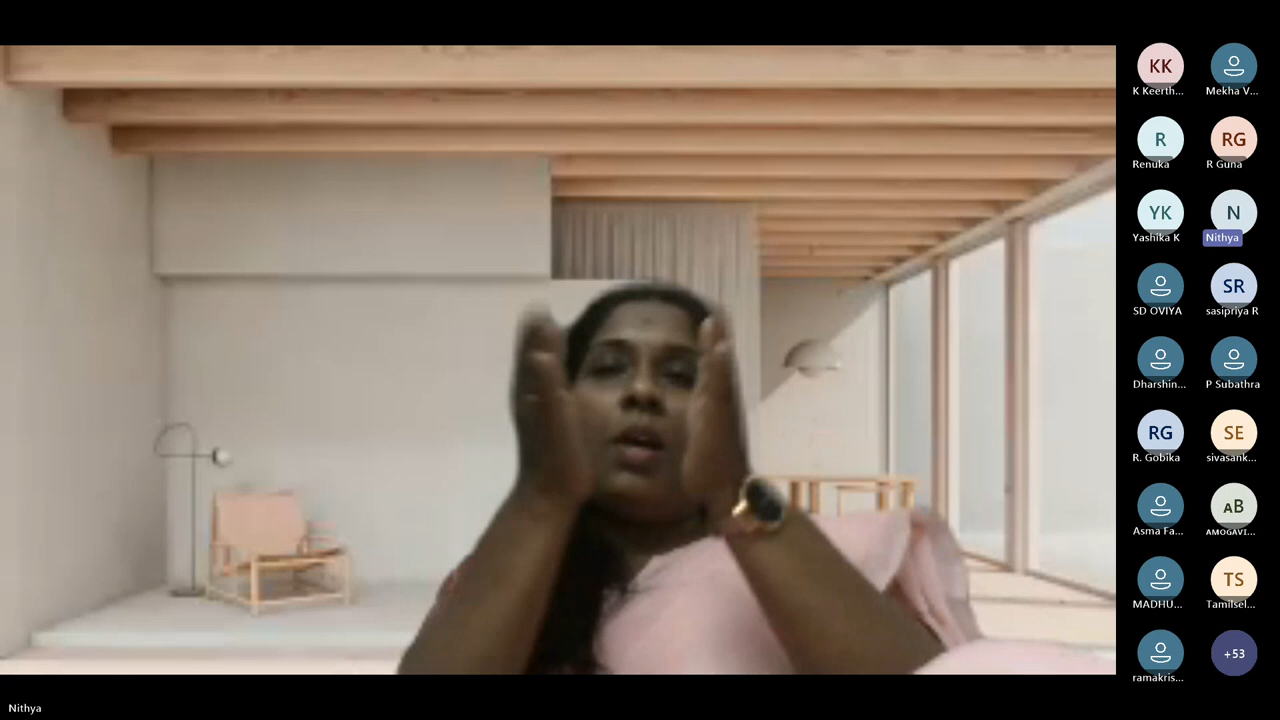 KK
K Keerth...
Mekha V...
R
Renuka
RG
R Guna
YK
Yashika K
N
Nithya
SD OVIYA
SR
sasipriya R
Dharshin...
P Subathra
RG
R. Gobika
SE
sivasank...
Asma Fa...
AB
AMOGAVI...
MADHU...
TS
Tamilsel...
ramakris...
+53
Nithya